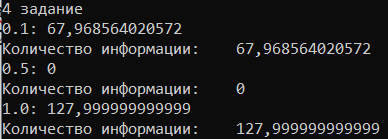 4 задание
0.1: 67,968564020572
Количество информации:    67,968564020572
0.5: 0
Количество информации:    0
1.0: 127,999999999999
Количество информации:    127,999999999999